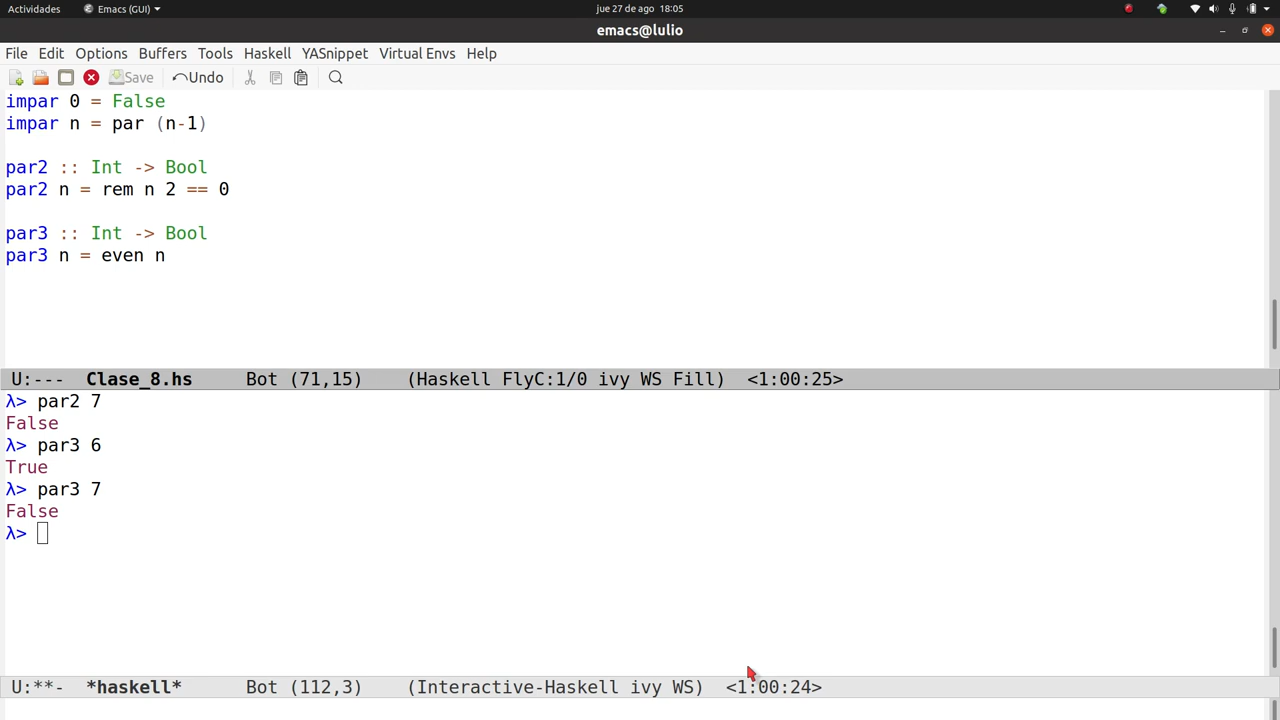 Actividades Emacs (GUI) jue 27 de ago 18:05
emacs@lulio
File Edit Options Buffers Tools Haskell YASnippet Virtual Envs Help
Save Undo
impar 0 = False
impar n = par (n-1)
par2 :: Int -> Bool
par2 n = rem n 2 == 0
par3 :: Int -> Bool
par3 n = even n
U:--- Clase_8.hs Bot (71,15) (Haskell FlyC:1/0 ivy WS Fill) <1:00:25>
λ> par2 7
False
λ> par3 6
True
λ> par3 7
False
λ>
U:**- *haskell* Bot (112,3) (Interactive-Haskell ivy WS) <1:00:24>